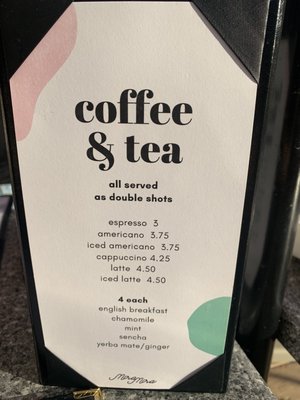 coffee
& tea
all served
as double shots
espresso 3
americano 3.75
iced americano 3.75
cappuccino 4.25
latte 4.50
iced latte 4.50
4 each
english breakfast
chamomile
mint
sencha
yerba mate/ginger